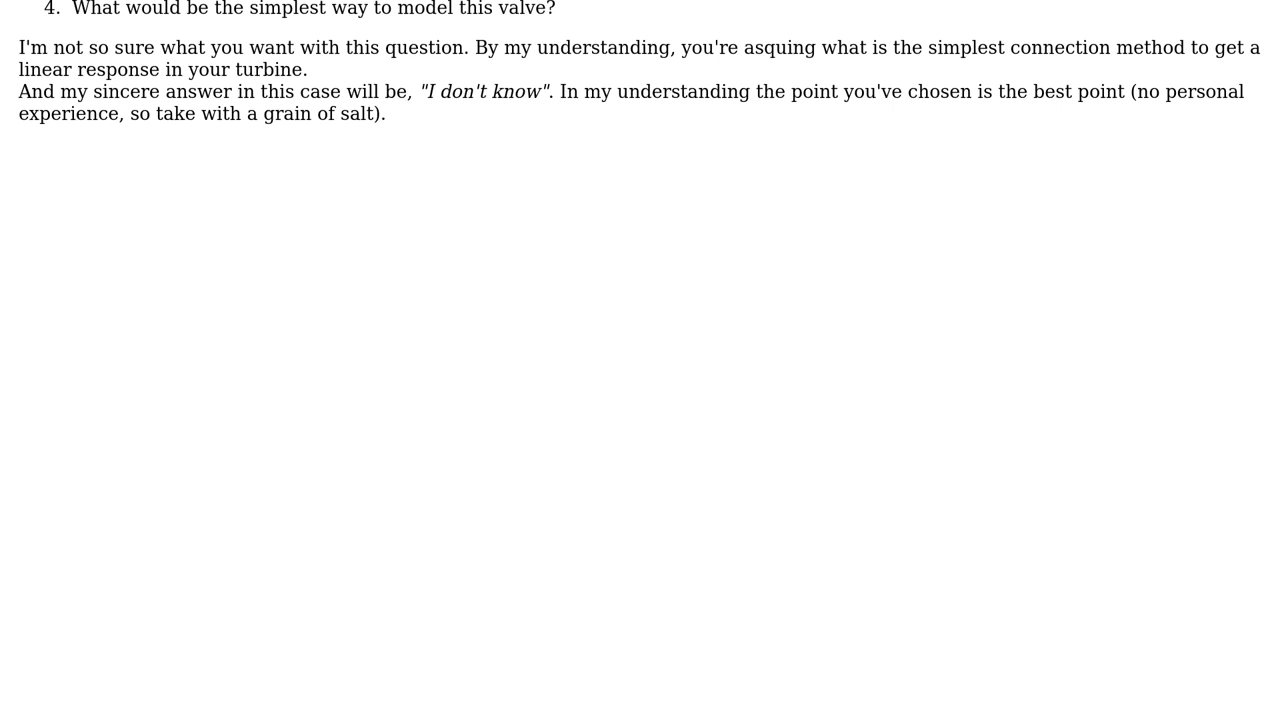 4. What would be the simplest way to model this valve?
I'm not so sure what you want with this question. By my understanding, you're asquing what is the simplest connection method to get a
linear response in your turbine.
And my sincere answer in this case will be, "I don't know". In my understanding the point you've chosen is the best point (no personal
experience, so take with a grain of salt).